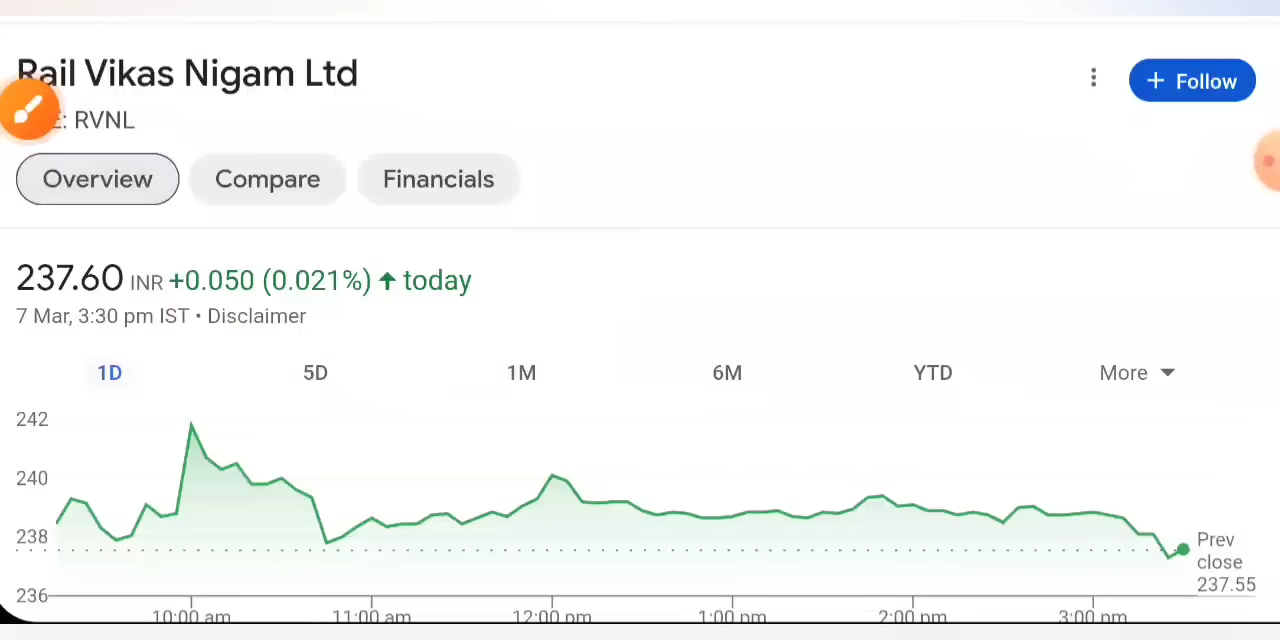 Rail Vikas Nigam Ltd
+ Follow
: RVNL
Overview
Compare
Financials
237.60 INR +0.050 (0.021%) ↑ today
7 Mar, 3:30 pm IST • Disclaimer
1D
5D
1M
6M
YTD
More
242
240
238
236
Prev
close
237.55
10:00 am
11:00 am
12:00 pm
1:00 pm
2:00 pm
3:00 pm